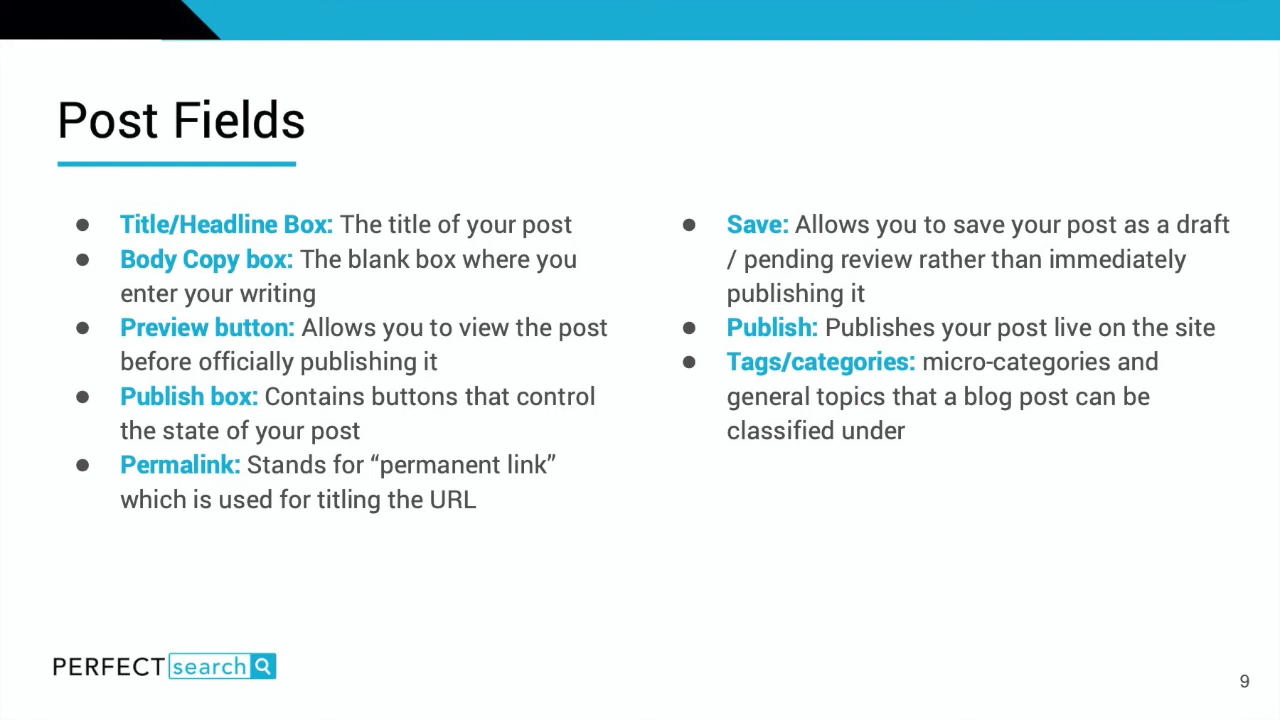 Post Fields
● Title/Headline Box: The title of your post
● Body Copy box: The blank box where you
enter your writing
● Preview button: Allows you to view the post
before officially publishing it
● Publish box: Contains buttons that control
the state of your post
● Permalink: Stands for “permanent link”
which is used for titling the URL
● Save: Allows you to save your post as a draft
/ pending review rather than immediately
publishing it
● Publish: Publishes your post live on the site
● Tags/categories: micro-categories and
general topics that a blog post can be
classified under
PERFECT search
9